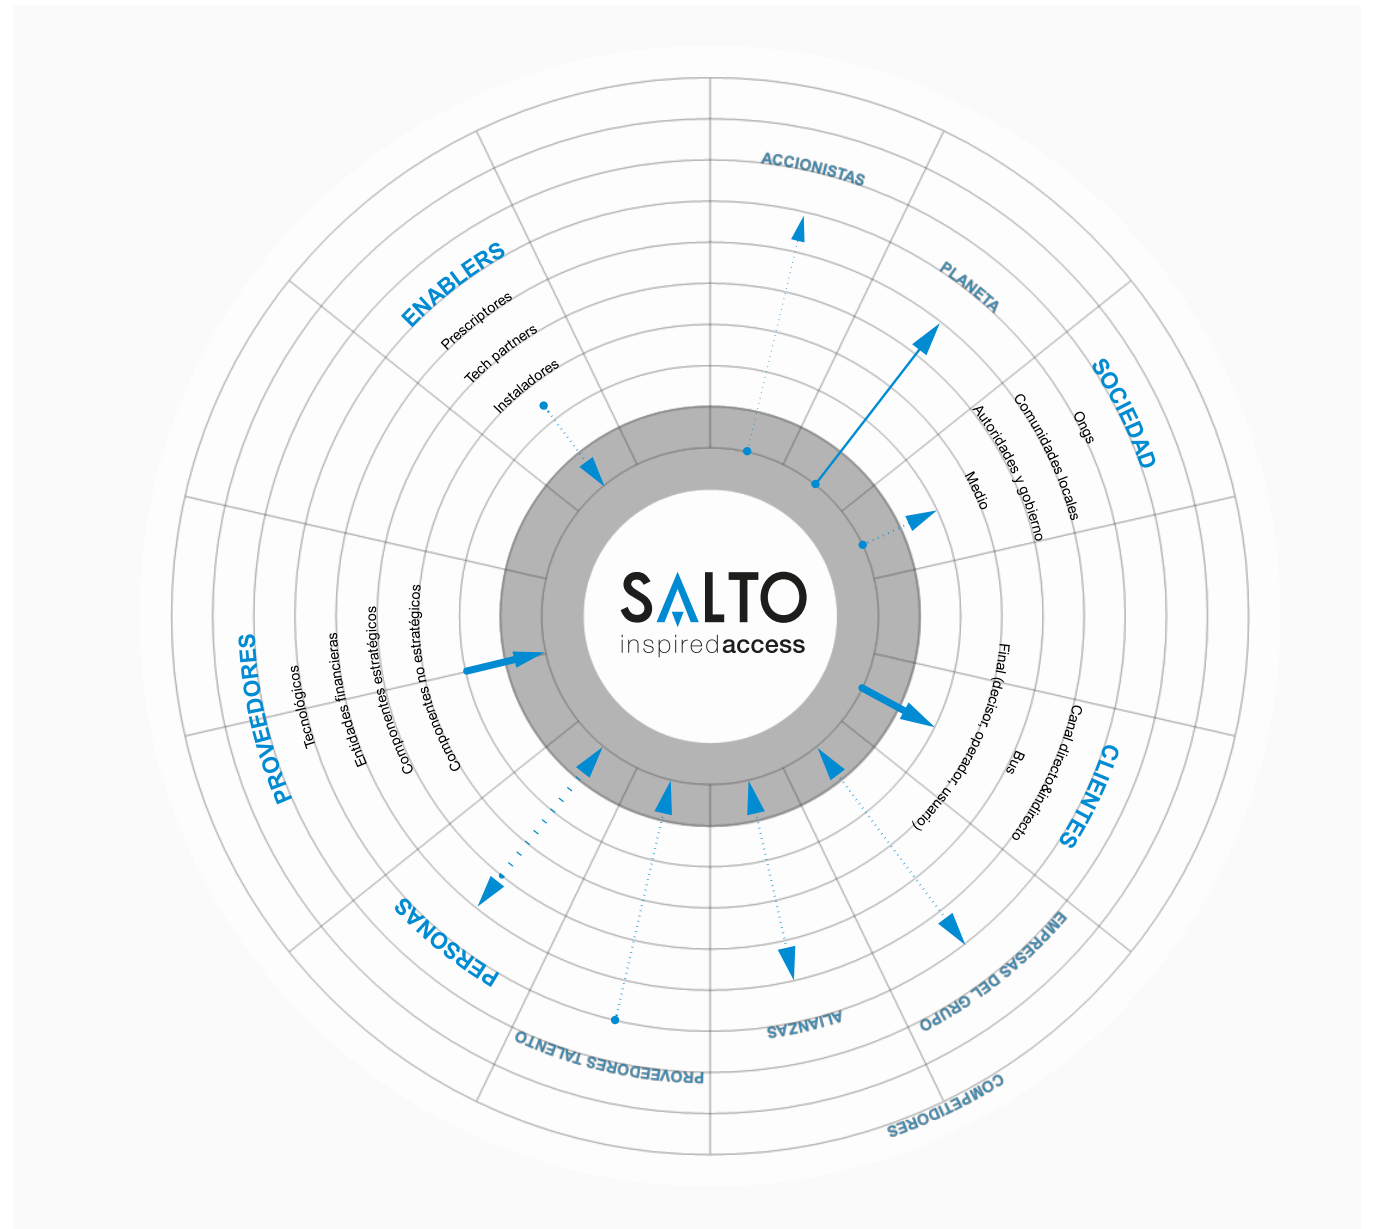 ACCIONISTAS
PLANETA
SOCIEDAD
Ongs
Comunidades locales
Autoridades y gobierno
Medio
CLIENTES
Canal directo&indirecto
Bus
Final (decisor, operador, usuario)
EMPRESAS DEL GRUPO
COMPETIDORES
ALIANZAS
PROVEEDORES TALENTO
PERSONAS
PROVEEDORES
Tecnológicos
Enidades financieras
Componentes estratégicos
Componentes no estratégicos
ENABLERS
Prescriptores
Tech partners
Instaladores
SALTO
inspiredaccess